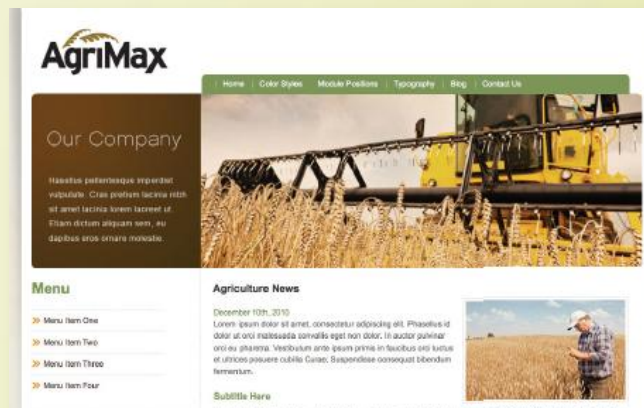 AgriMax
| Home | Color Styles Module Positions | Typography | Blog | Contact Us
Our Company
Hasellus pellentesque imperdiet
vulputate. Cras pretium lacinia nibh
sit amet lacinia lorem laoreet ut.
Etiam dictum aliquam sem, eu
dapibus eros ornare molestie.
Menu
Menu Item One
Menu Item Two
Menu Item Three
Menu Item Four
Agriculture News
December 10th, 2010
Lorem ipsum dolor sit amet, consectetur adipiscing elit. Phasellus id
dolor ut orci malesuada convallis eget non dolor. In auctor pulvinar
orci eu pharetra. Vestibulum ante ipsum primis in faucibus orci luctus
et ultrices posuere cubilia Curae; Suspendisse consequat bibendum
fermentum.
Subtitle Here